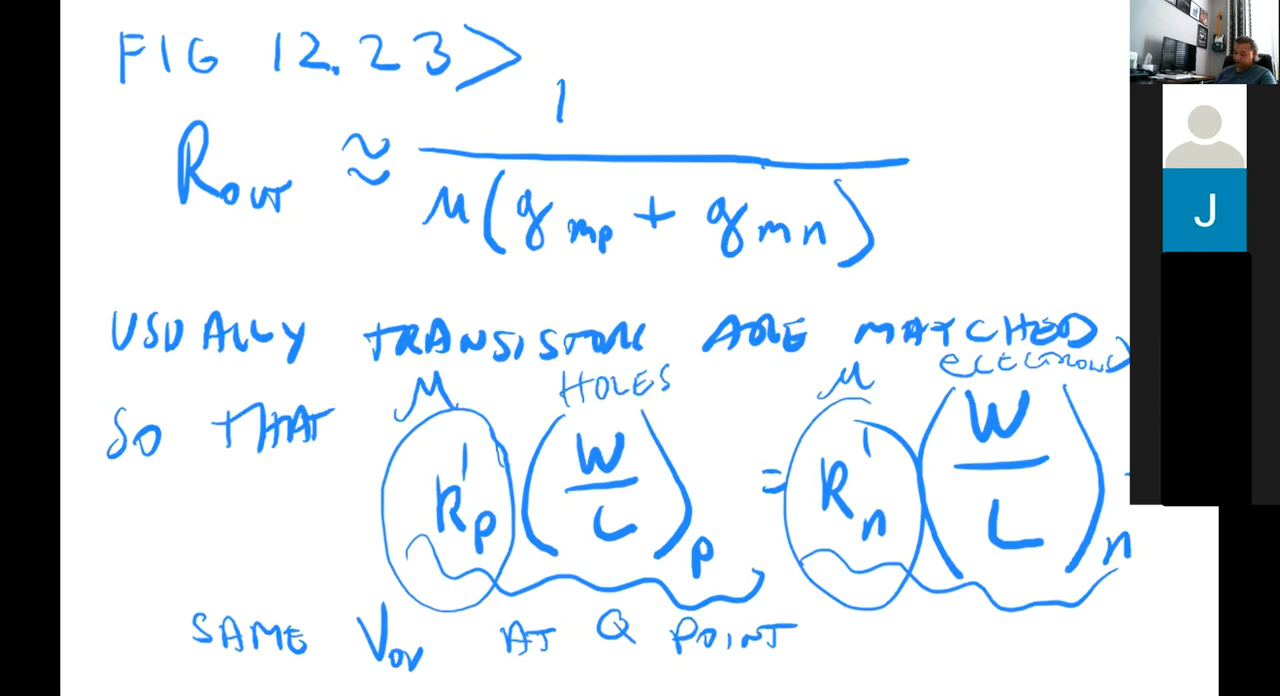 FIG 12.23>
R_OUT ≈ 1 / μ(g_mp + g_mn)
J
USUALLY TRANSISTORS ARE MATCHED
μ HOLES μ ELECTRONS
SO THAT k'_p (W/L)_p = k'_n (W/L)_n
SAME V_OV AT Q POINT